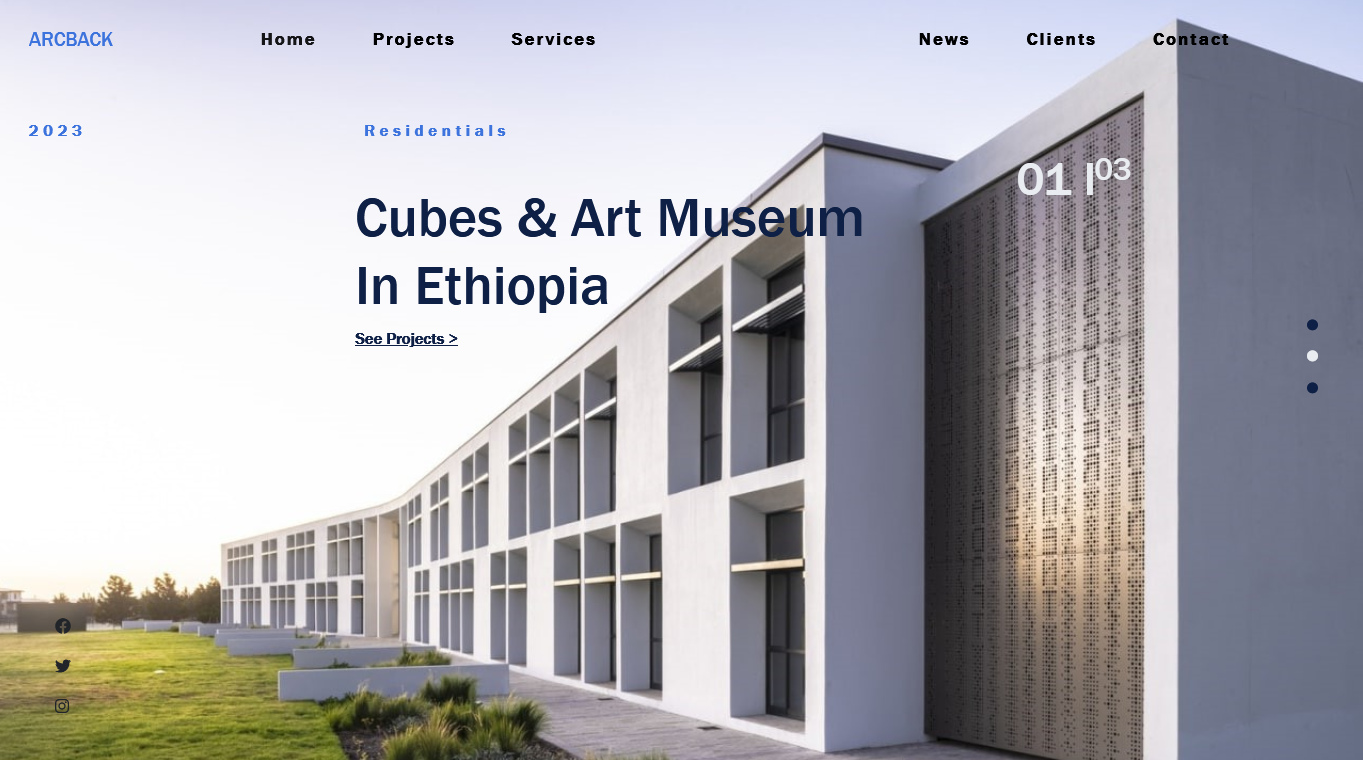 ARCBACK Home Projects Services News Clients Contact
2023 Residentials
01 | 03
Cubes & Art Museum
In Ethiopia
See Projects >